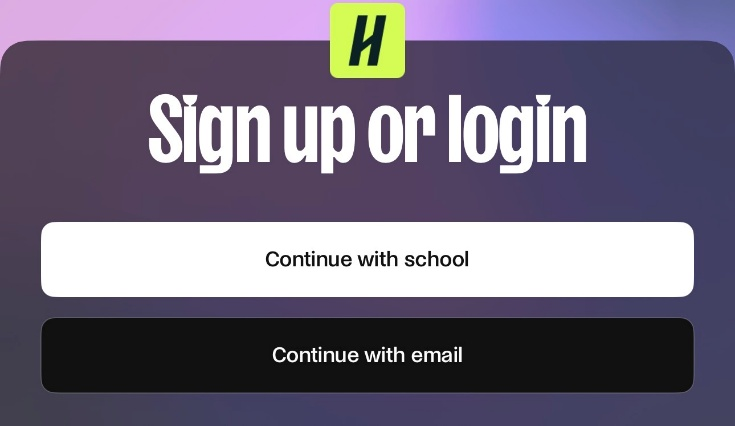 H
Sign up or login
Continue with school
Continue with email